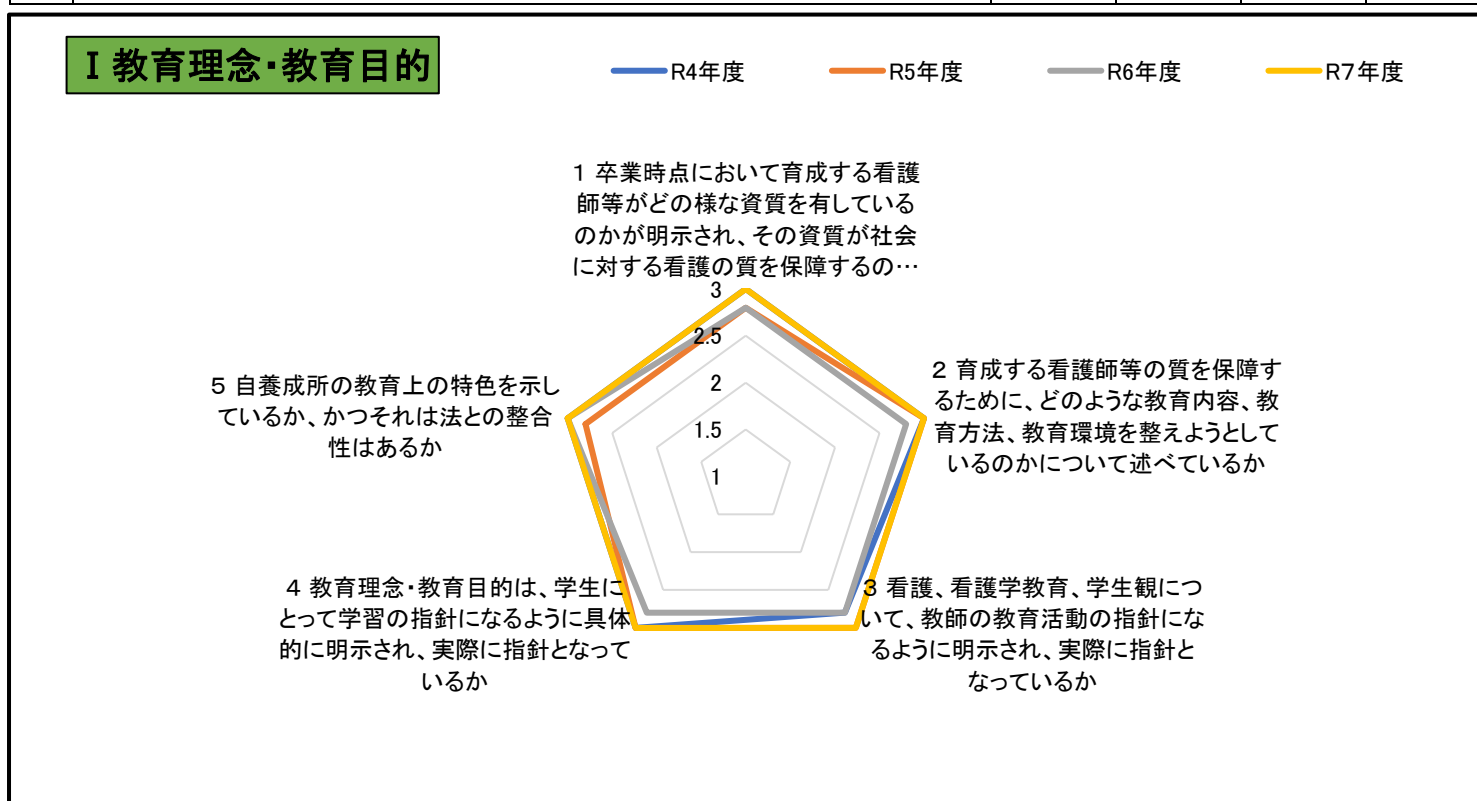 Ⅰ教育理念・教育目的
R4年度
R5年度
R6年度
R7年度
1 卒業時点において育成する看護
師等がどの様な資質を有している
のかが明示され、その資質が社会
に対する看護の質を保障するの…
3
2.5
2
1.5
1
2 育成する看護師等の質を保障す
るために、どのような教育内容、教
育方法、教育環境を整えようとして
いるのかについて述べているか
3 看護、看護学教育、学生観につ
いて、教師の教育活動の指針にな
るように明示され、実際に指針と
なっているか
4 教育理念・教育目的は、学生に
とって学習の指針になるように具体
的に明示され、実際に指針となって
いるか
5 自養成所の教育上の特色を示し
ているか、かつそれは法との整合
性はあるか